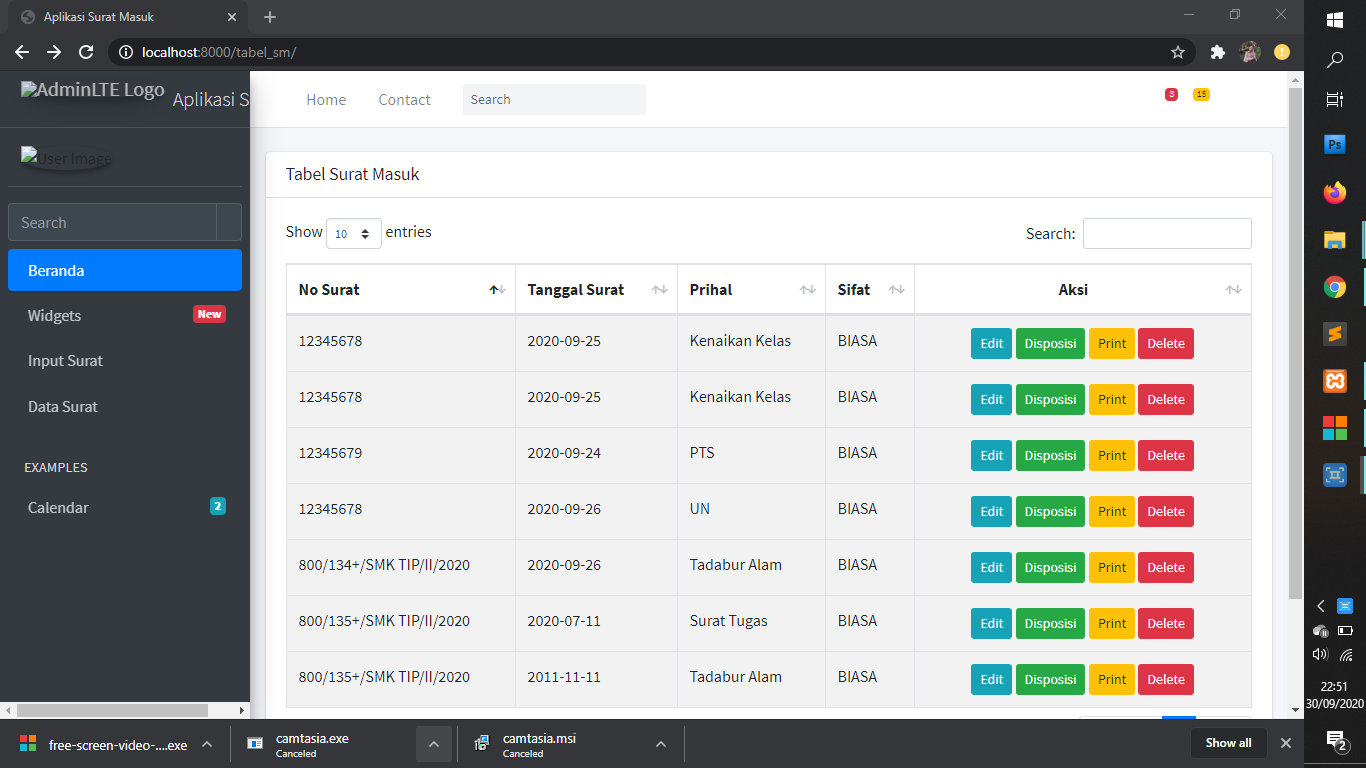 Aplikasi Surat Masuk
localhost:8000/tabel_sm/
AdminLTE Logo
Aplikasi S
Home
Contact
Search
3
15
User Image
Search
Beranda
Widgets
New
Input Surat
Data Surat
EXAMPLES
Calendar
2
Tabel Surat Masuk
Show 10 entries
Search:
No Surat Tanggal Surat Prihal Sifat Aksi
12345678 2020-09-25 Kenaikan Kelas BIASA Edit Disposisi Print Delete
12345678 2020-09-25 Kenaikan Kelas BIASA Edit Disposisi Print Delete
12345679 2020-09-24 PTS BIASA Edit Disposisi Print Delete
12345678 2020-09-26 UN BIASA Edit Disposisi Print Delete
800/134+/SMK TIP/II/2020 2020-09-26 Tadabur Alam BIASA Edit Disposisi Print Delete
800/135+/SMK TIP/II/2020 2020-07-11 Surat Tugas BIASA Edit Disposisi Print Delete
800/135+/SMK TIP/II/2020 2011-11-11 Tadabur Alam BIASA Edit Disposisi Print Delete
free-screen-video-....exe
camtasia.exe
Canceled
camtasia.msi
Canceled
Show all
Ps
22:51
30/09/2020
2